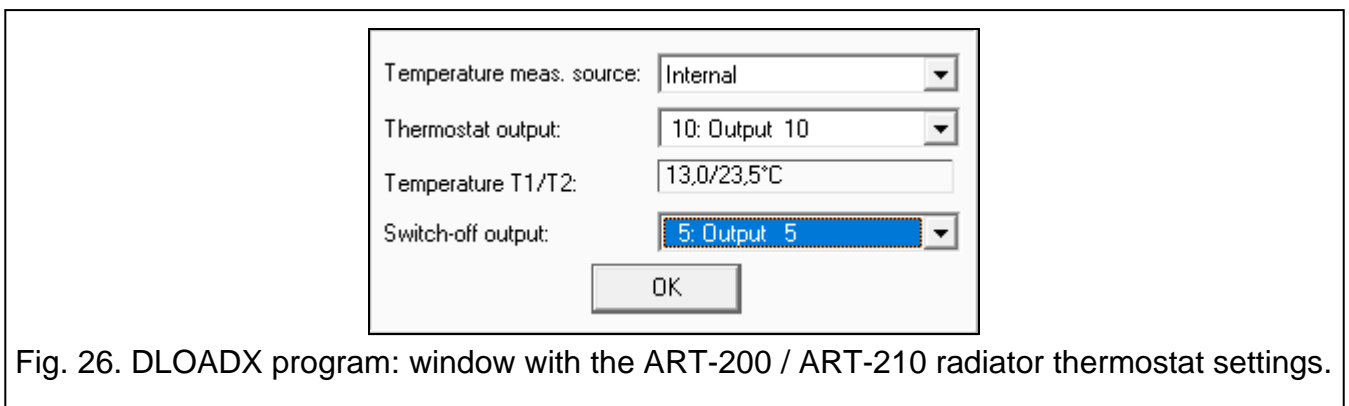 Temperature meas. source: Internal
Thermostat output: 10: Output 10
Temperature T1/T2: 13,0/23,5°C
Switch-off output: 5: Output 5
OK
Fig. 26. DLOADX program: window with the ART-200 / ART-210 radiator thermostat settings.